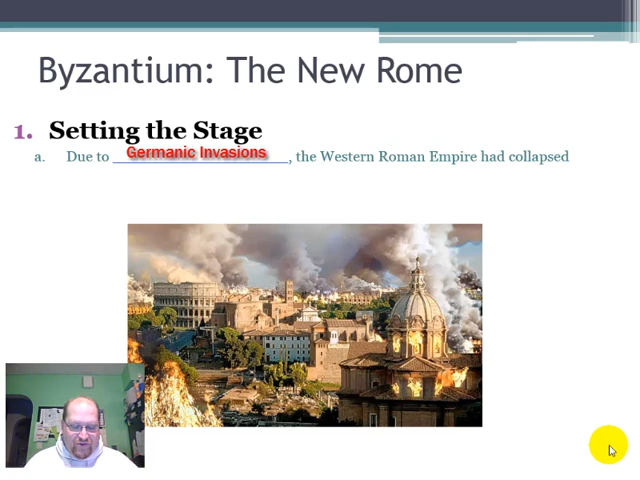 Byzantium: The New Rome
1. Setting the Stage
a. Due to Germanic Invasions, the Western Roman Empire had collapsed